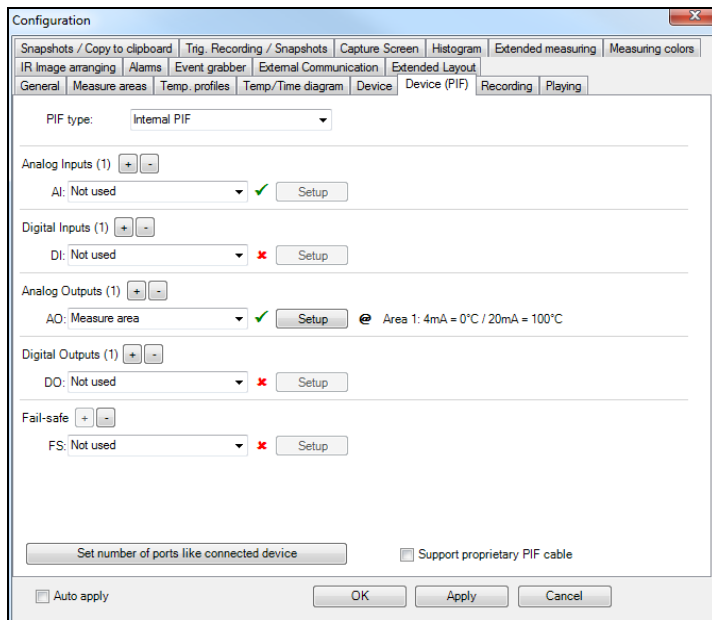 Configuration
Snapshots / Copy to clipboard Trig. Recording / Snapshots Capture Screen Histogram Extended measuring Measuring colors
IR Image arranging Alarms Event grabber External Communication Extended Layout
General Measure areas Temp. profiles Temp/Time diagram Device Device (PIF) Recording Playing
PIF type: Internal PIF
Analog Inputs (1) + -
AI: Not used Setup
Digital Inputs (1) + -
DI: Not used Setup
Analog Outputs (1) + -
AO: Measure area Setup @ Area 1: 4mA = 0°C / 20mA = 100°C
Digital Outputs (1) + -
DO: Not used Setup
Fail-safe + -
FS: Not used Setup
Set number of ports like connected device Support proprietary PIF cable
Auto apply OK Apply Cancel